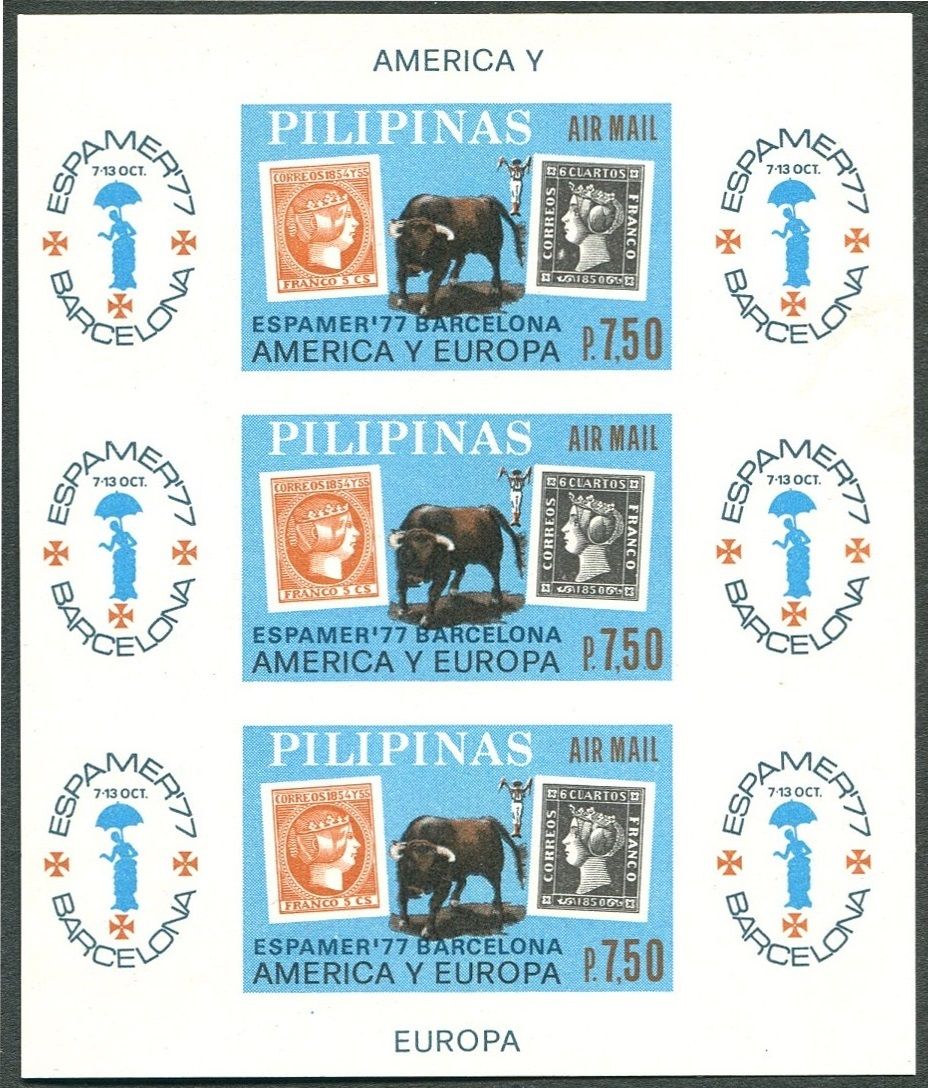 AMERICA Y
ESPAMER'77
7-13 OCT.
BARCELONA
PILIPINAS
AIR MAIL
CORREOS 1854 Y 55
FRANCO 5 CS
6 CUARTOS
CORREOS
FRANCO
1850
ESPAMER'77 BARCELONA
AMERICA Y EUROPA
P.7,50
ESPAMER'77
7-13 OCT.
BARCELONA
ESPAMER'77
7-13 OCT.
BARCELONA
PILIPINAS
AIR MAIL
CORREOS 1854 Y 55
FRANCO 5 CS
6 CUARTOS
CORREOS
FRANCO
1850
ESPAMER'77 BARCELONA
AMERICA Y EUROPA
P.7,50
ESPAMER'77
7-13 OCT.
BARCELONA
ESPAMER'77
7-13 OCT.
BARCELONA
PILIPINAS
AIR MAIL
CORREOS 1854 Y 55
FRANCO 5 CS
6 CUARTOS
CORREOS
FRANCO
1850
ESPAMER'77 BARCELONA
AMERICA Y EUROPA
P.7,50
ESPAMER'77
7-13 OCT.
BARCELONA
EUROPA